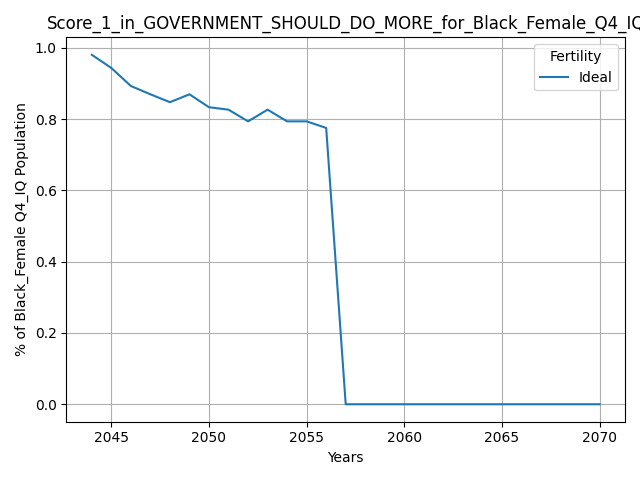 Score_1_in_GOVERNMENT_SHOULD_DO_MORE_for_Black_Female_Q4_IQ
Fertility
Ideal
% of Black_Female Q4_IQ Population
1.0
0.8
0.6
0.4
0.2
0.0
2045 2050 2055 2060 2065 2070
Years